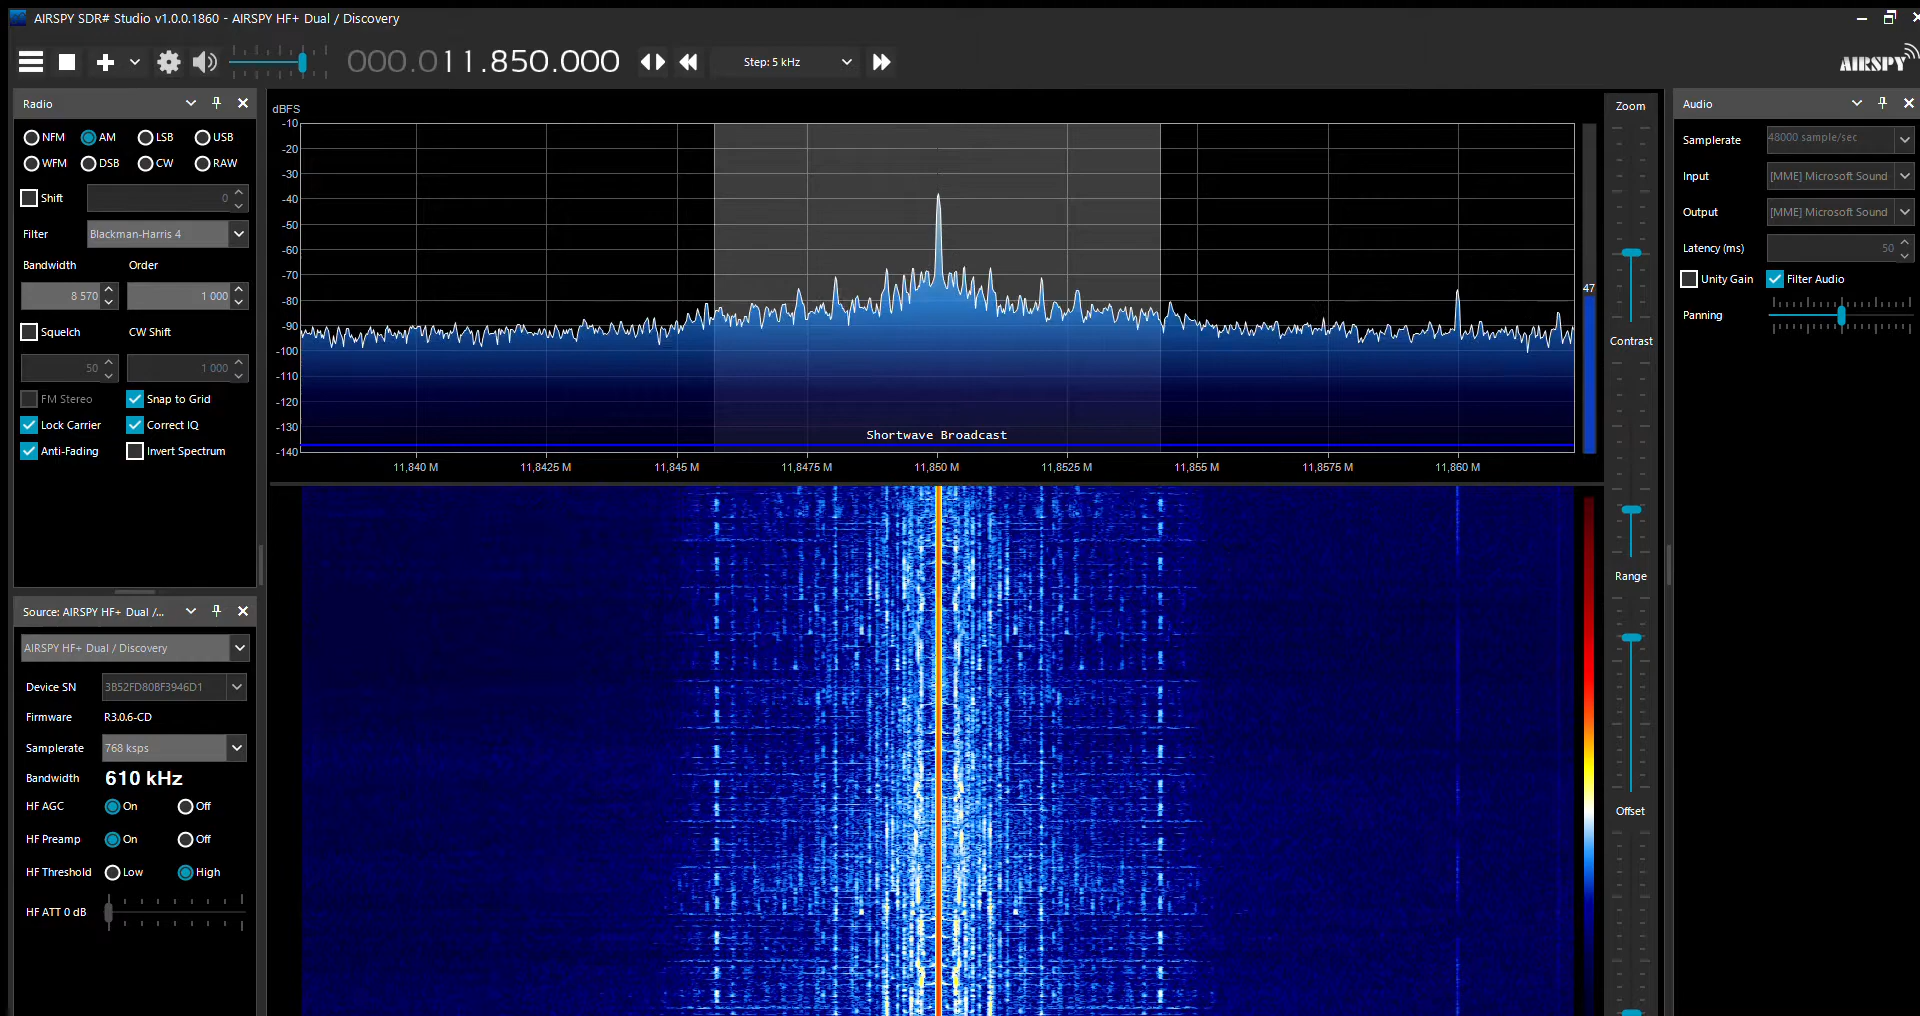 AIRSPY SDR# Studio v1.0.0.1860 - AIRSPY HF+ Dual / Discovery
000.011.850.000
Step: 5 kHz
AIRSPY
Radio
NFM AM LSB USB
WFM DSB CW RAW
Shift 0
Filter Blackman-Harris 4
Bandwidth Order
8 570 1 000
Squelch CW Shift
50 1 000
FM Stereo Snap to Grid
Lock Carrier Correct IQ
Anti-Fading Invert Spectrum
Source: AIRSPY HF+ Dual /...
AIRSPY HF+ Dual / Discovery
Device SN 3B52FD80BF3946D1
Firmware R3.0.6-CD
Samplerate 768 ksps
Bandwidth 610 kHz
HF AGC On Off
HF Preamp On Off
HF Threshold Low High
HF ATT 0 dB
dBFS
-10
-20
-30
-40
-50
-60
-70
-80
-90
-100
-110
-120
-130
-140
Shortwave Broadcast
11,840 M 11,8425 M 11,845 M 11,8475 M 11,850 M 11,8525 M 11,855 M 11,8575 M 11,860 M
47
Zoom
Contrast
Range
Offset
Audio
Samplerate 48000 sample/sec
Input [MME] Microsoft Sound
Output [MME] Microsoft Sound
Latency (ms) 50
Unity Gain Filter Audio
Panning